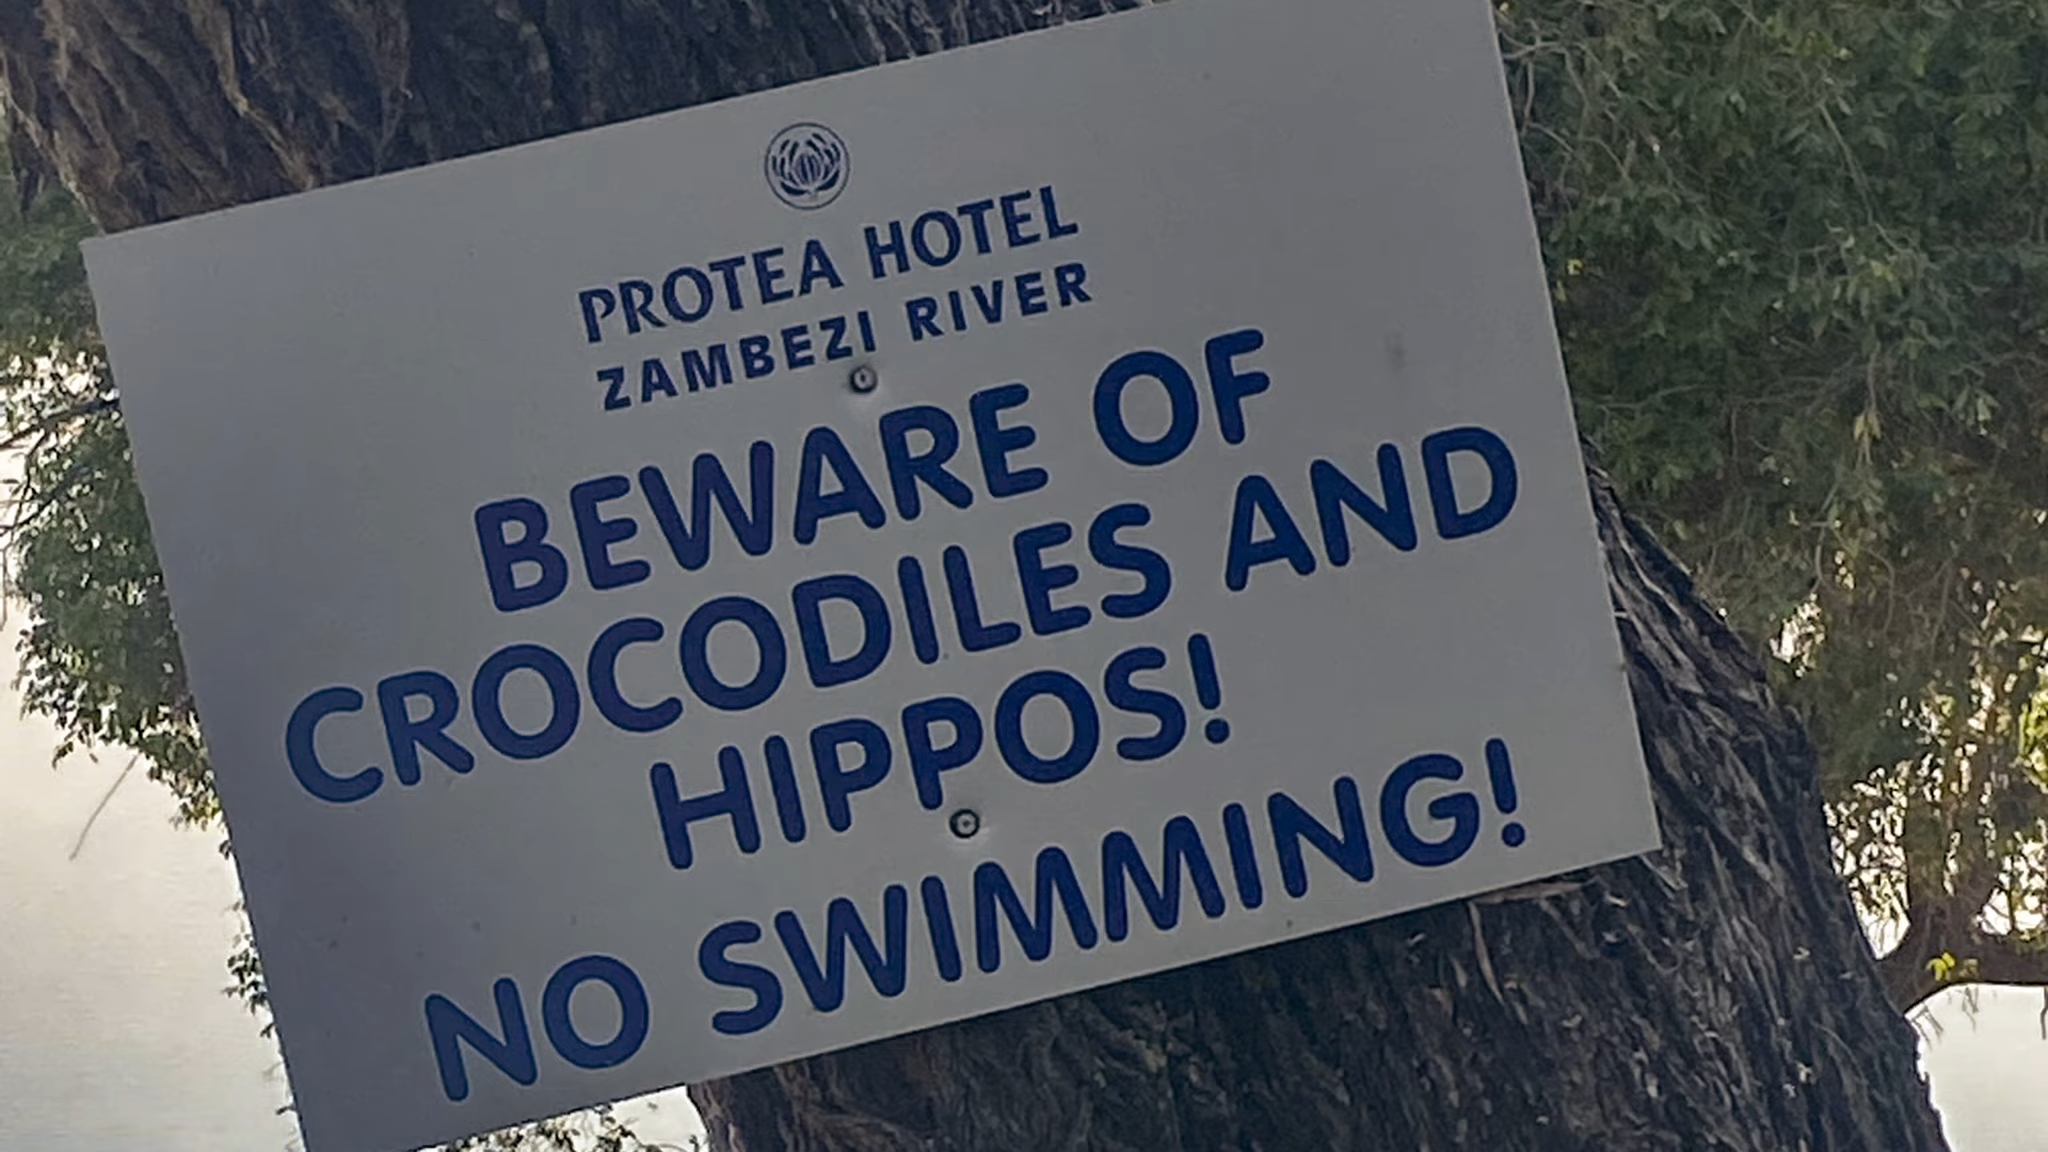 PROTEA HOTEL
ZAMBEZI RIVER
BEWARE OF
CROCODILES AND
HIPPOS!
NO SWIMMING!